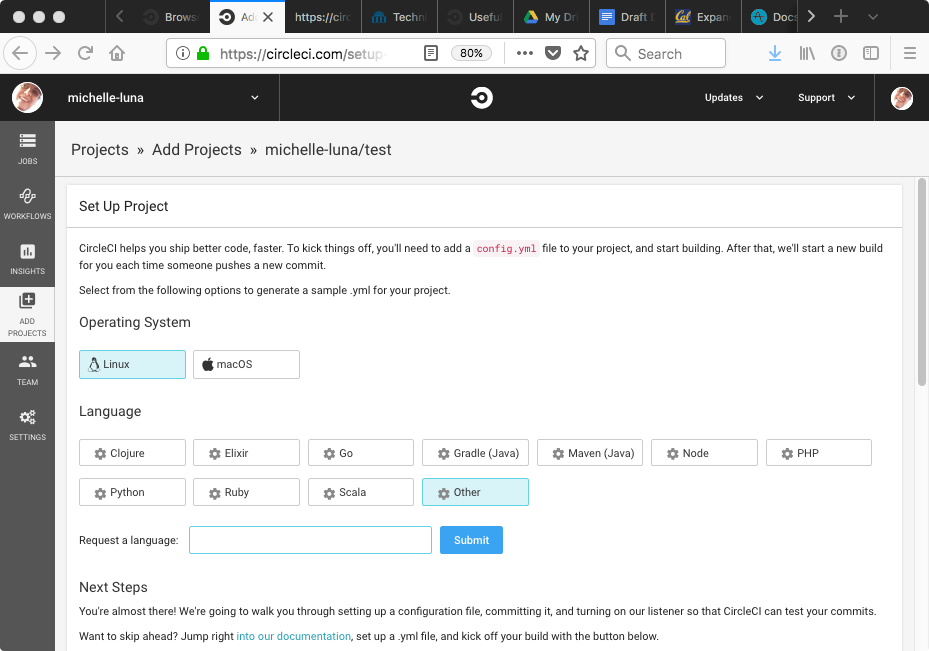 Brows
Ad
https://circ
Techn
Useful
My Dri
Draft
Cal Expan
Docs
https://circleci.com/setup-
80%
Search
michelle-luna
Updates
Support
JOBS
WORKFLOWS
INSIGHTS
ADD
PROJECTS
TEAM
SETTINGS
Projects » Add Projects » michelle-luna/test
Set Up Project
CircleCI helps you ship better code, faster. To kick things off, you'll need to add a config.yml file to your project, and start building. After that, we'll start a new build
for you each time someone pushes a new commit.
Select from the following options to generate a sample .yml for your project.
Operating System
Linux
macOS
Language
Clojure
Elixir
Go
Gradle (Java)
Maven (Java)
Node
PHP
Python
Ruby
Scala
Other
Request a language:
Submit
Next Steps
You're almost there! We're going to walk you through setting up a configuration file, committing it, and turning on our listener so that CircleCI can test your commits.
Want to skip ahead? Jump right into our documentation, set up a .yml file, and kick off your build with the button below.